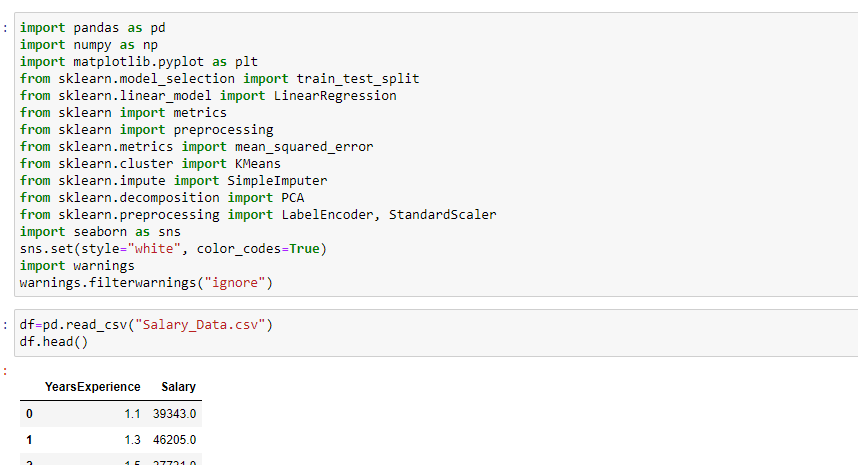 : import pandas as pd
import numpy as np
import matplotlib.pyplot as plt
from sklearn.model_selection import train_test_split
from sklearn.linear_model import LinearRegression
from sklearn import metrics
from sklearn import preprocessing
from sklearn.metrics import mean_squared_error
from sklearn.cluster import KMeans
from sklearn.impute import SimpleImputer
from sklearn.decomposition import PCA
from sklearn.preprocessing import LabelEncoder, StandardScaler
import seaborn as sns
sns.set(style="white", color_codes=True)
import warnings
warnings.filterwarnings("ignore")
: df=pd.read_csv("Salary_Data.csv")
df.head()
:
YearsExperience Salary
0 1.1 39343.0
1 1.3 46205.0